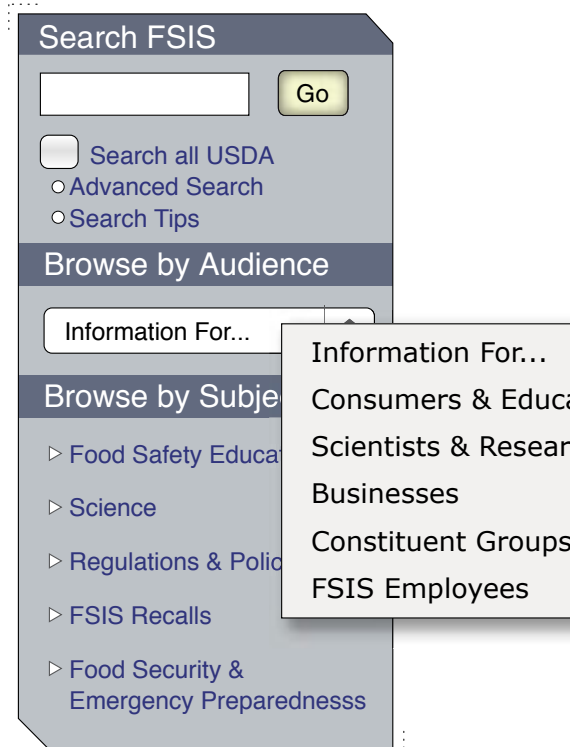 Search FSIS
Go
Search all USDA
Advanced Search
Search Tips
Browse by Audience
Information For...
Information For...
Consumers & Educa
Scientists & Resear
Businesses
Constituent Groups
FSIS Employees
Browse by Subje
Food Safety Educa
Science
Regulations & Polic
FSIS Recalls
Food Security &
Emergency Preparednesss